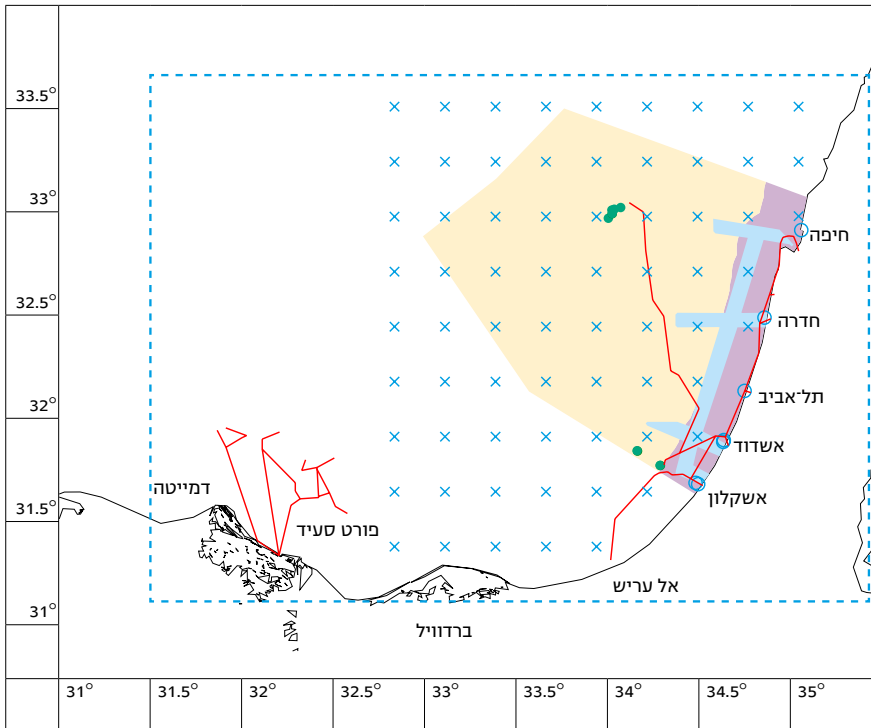 33.5°
33°
חיפה
32.5°
חדרה
תל־אביב
32°
אשדוד
דמייטה
אשקלון
31.5°
פורט סעיד
אל עריש
31°
ברדוויל
31° 31.5° 32° 32.5° 33° 33.5° 34° 34.5° 35°